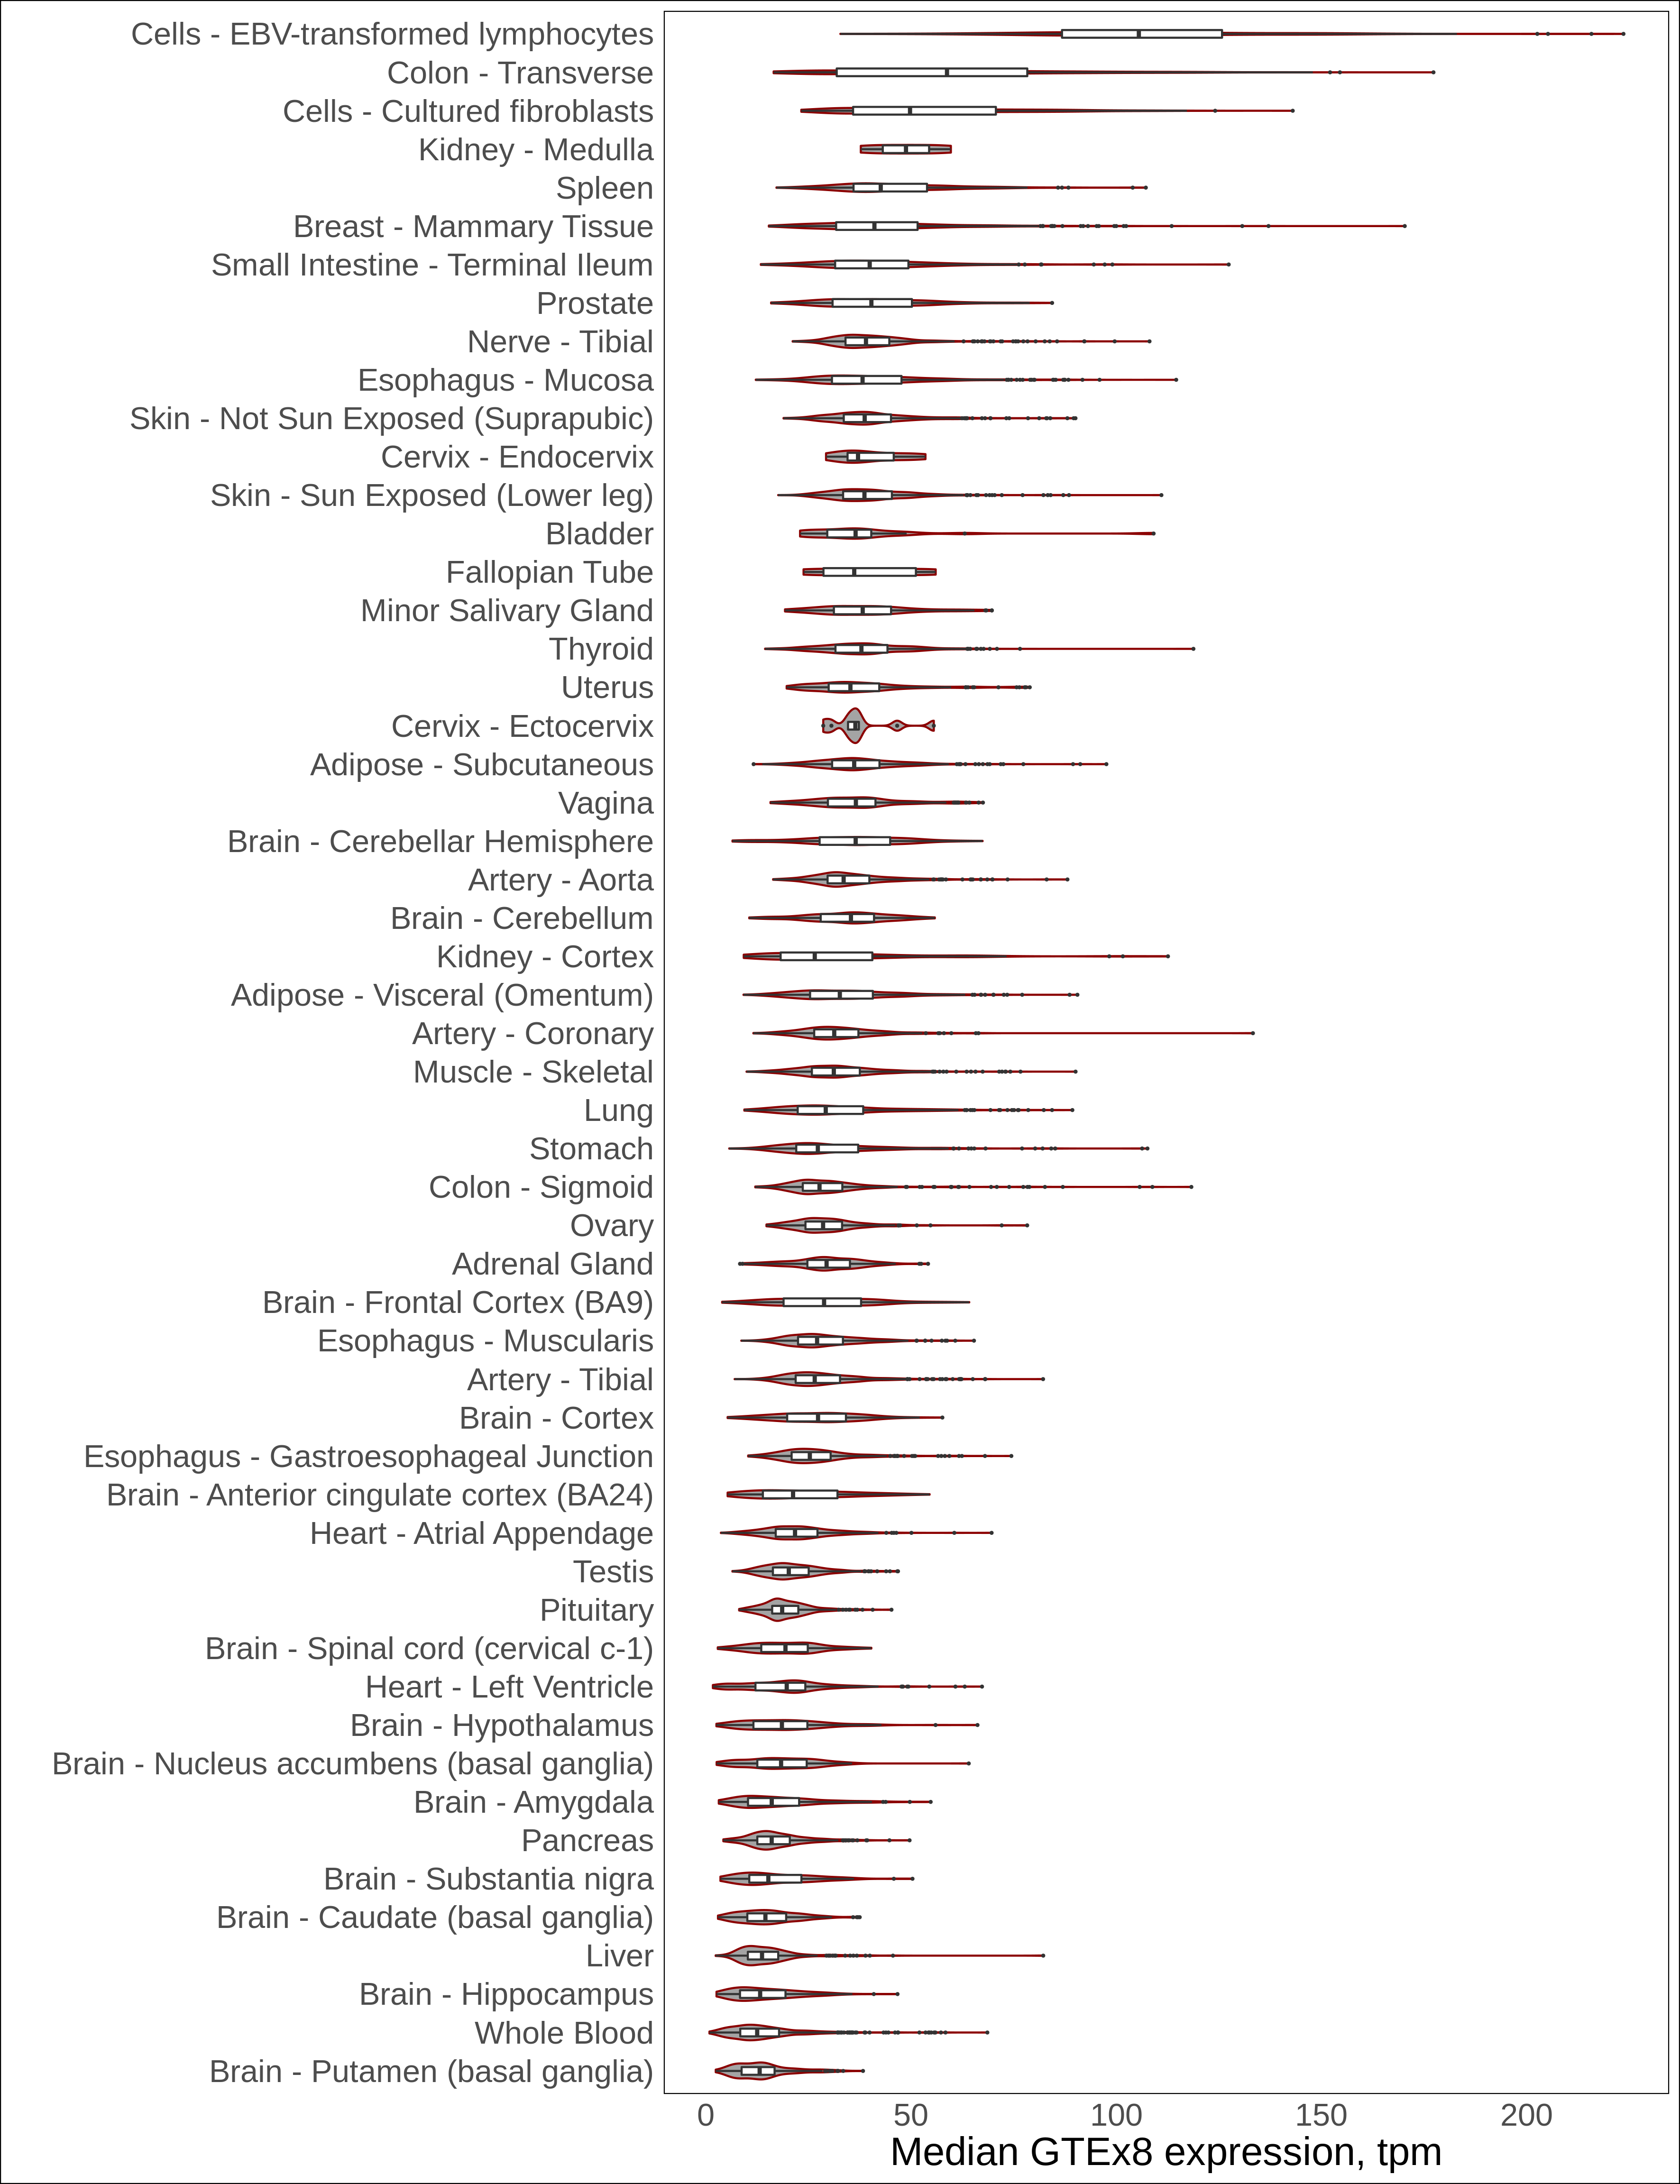 Cells - EBV-transformed lymphocytes
Colon - Transverse
Cells - Cultured fibroblasts
Kidney - Medulla
Spleen
Breast - Mammary Tissue
Small Intestine - Terminal Ileum
Prostate
Nerve - Tibial
Esophagus - Mucosa
Skin - Not Sun Exposed (Suprapubic)
Cervix - Endocervix
Skin - Sun Exposed (Lower leg)
Bladder
Fallopian Tube
Minor Salivary Gland
Thyroid
Uterus
Cervix - Ectocervix
Adipose - Subcutaneous
Vagina
Brain - Cerebellar Hemisphere
Artery - Aorta
Brain - Cerebellum
Kidney - Cortex
Adipose - Visceral (Omentum)
Artery - Coronary
Muscle - Skeletal
Lung
Stomach
Colon - Sigmoid
Ovary
Adrenal Gland
Brain - Frontal Cortex (BA9)
Esophagus - Muscularis
Artery - Tibial
Brain - Cortex
Esophagus - Gastroesophageal Junction
Brain - Anterior cingulate cortex (BA24)
Heart - Atrial Appendage
Testis
Pituitary
Brain - Spinal cord (cervical c-1)
Heart - Left Ventricle
Brain - Hypothalamus
Brain - Nucleus accumbens (basal ganglia)
Brain - Amygdala
Pancreas
Brain - Substantia nigra
Brain - Caudate (basal ganglia)
Liver
Brain - Hippocampus
Whole Blood
Brain - Putamen (basal ganglia)
0 50 100 150 200
Median GTEx8 expression, tpm